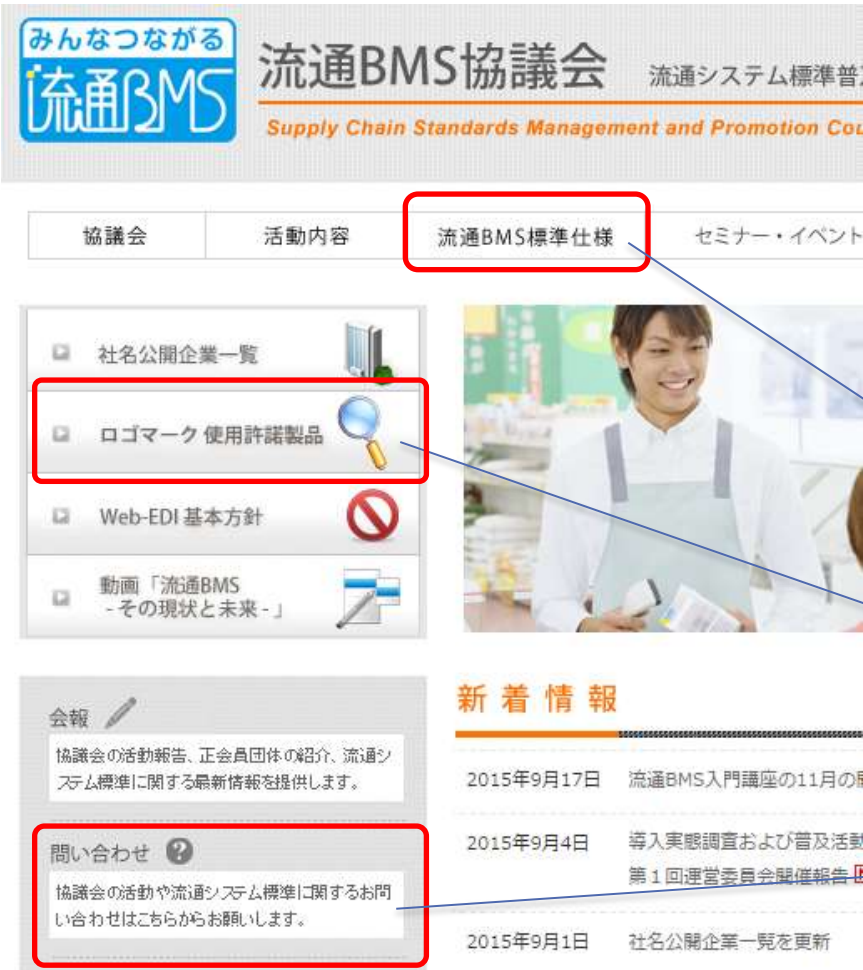 みんなつながる
流通BMS
流通BMS協議会
流通システム標準普
Supply Chain Standards Management and Promotion Cou
協議会
活動内容
流通BMS標準仕様
セミナー・イベント
社名公開企業一覧
ロゴマーク 使用許諾製品
Web-EDI 基本方針
動画「流通BMS
- その現状と未来 - 」
会報
協議会の活動報告、正会員団体の紹介、流通シ
ステム標準に関する最新情報を提供します。
問い合わせ
協議会の活動や流通システム標準に関するお問
い合わせはこちらからお願いします。
新着情報
2015年9月17日 流通BMS入門講座の11月の
2015年9月4日 導入実態調査および普及活
第1回運営委員会開催報告
2015年9月1日 社名公開企業一覧を更新